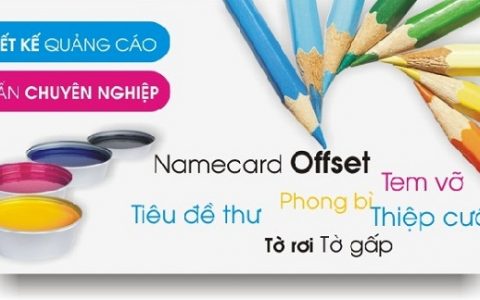 ẾT KẾ QUẢNG CÁO
ẤN CHUYÊN NGHIỆP
Namecard Offset
Tem vỡ
Phong bì
Tiêu đề thư
Thiệp cướ
Tờ rơi Tờ gấp